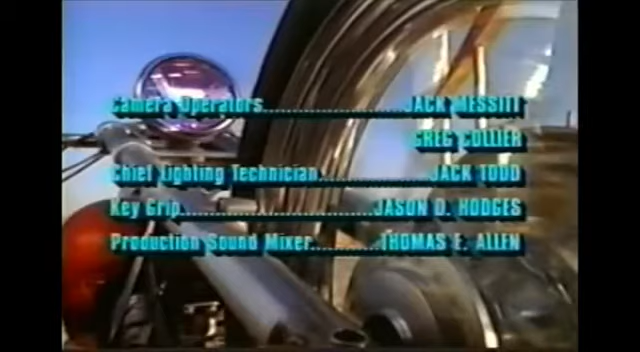 Camera Operators......................JACK MESSITT
GREG COLLIER
Chief Lighting Technician................JACK TODD
Key Grip............................JASON D. HODGES
Production Sound Mixer..........THOMAS E. ALLEN